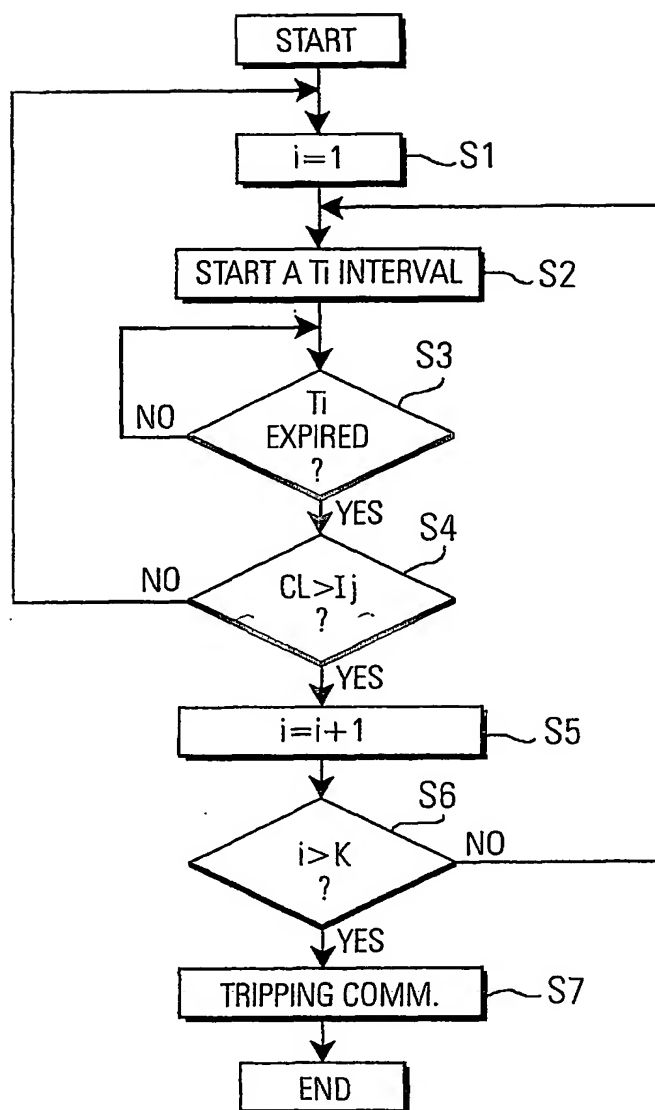 START
i=1
S1
START A Ti INTERVAL
S2
S3
Ti
EXPIRED
?
NO
YES
S4
NO
CL>Ij
?
YES
i=i+1
S5
S6
i>K
?
NO
YES
TRIPPING COMM.
S7
END